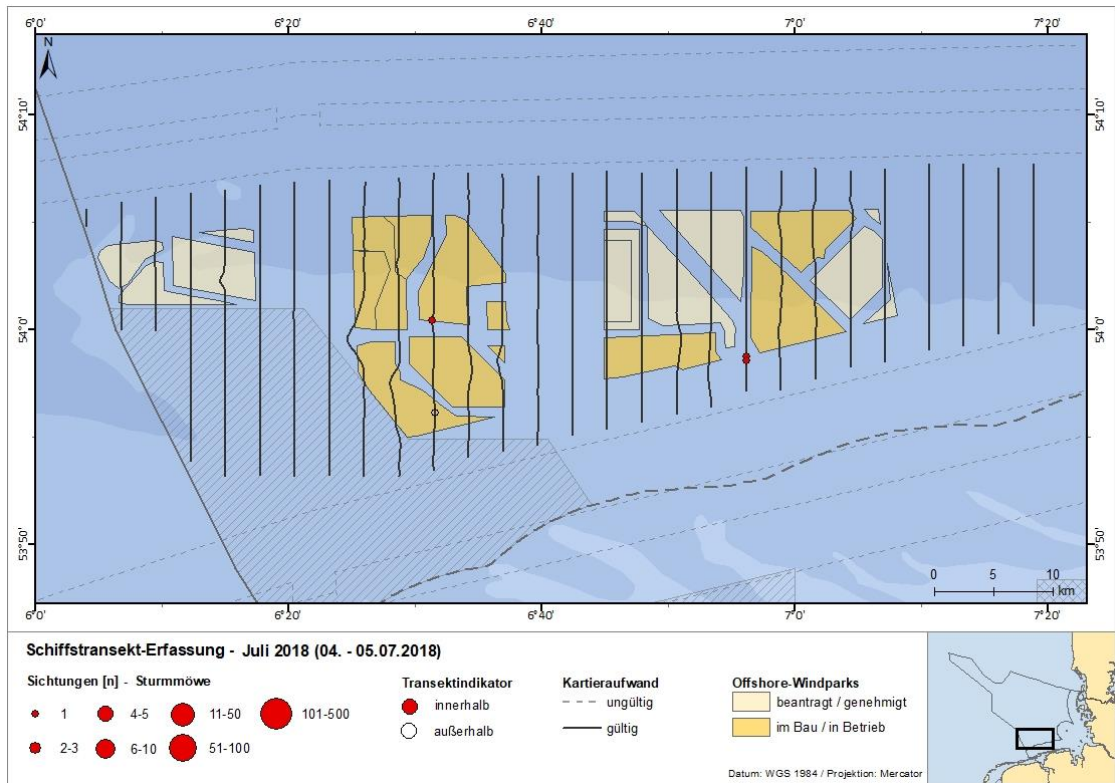 6°0' 6°20' 6°40' 7°0' 7°20'
N
54°10' 54°10'
54°0' 54°0'
53°50' 53°50'
0 5 10
km
6°0' 6°20' 6°40' 7°0' 7°20'
Schiffstransekt-Erfassung - Juli 2018 (04. - 05.07.2018)
Sichtungen [n] - Sturmmöwe
1 4-5 11-50 101-500
2-3 6-10 51-100
Transektindikator
innerhalb
außerhalb
Kartieraufwand
ungültig
gültig
Offshore-Windparks
beantragt / genehmigt
im Bau / in Betrieb
Datum: WGS 1984 / Projektion: Mercator